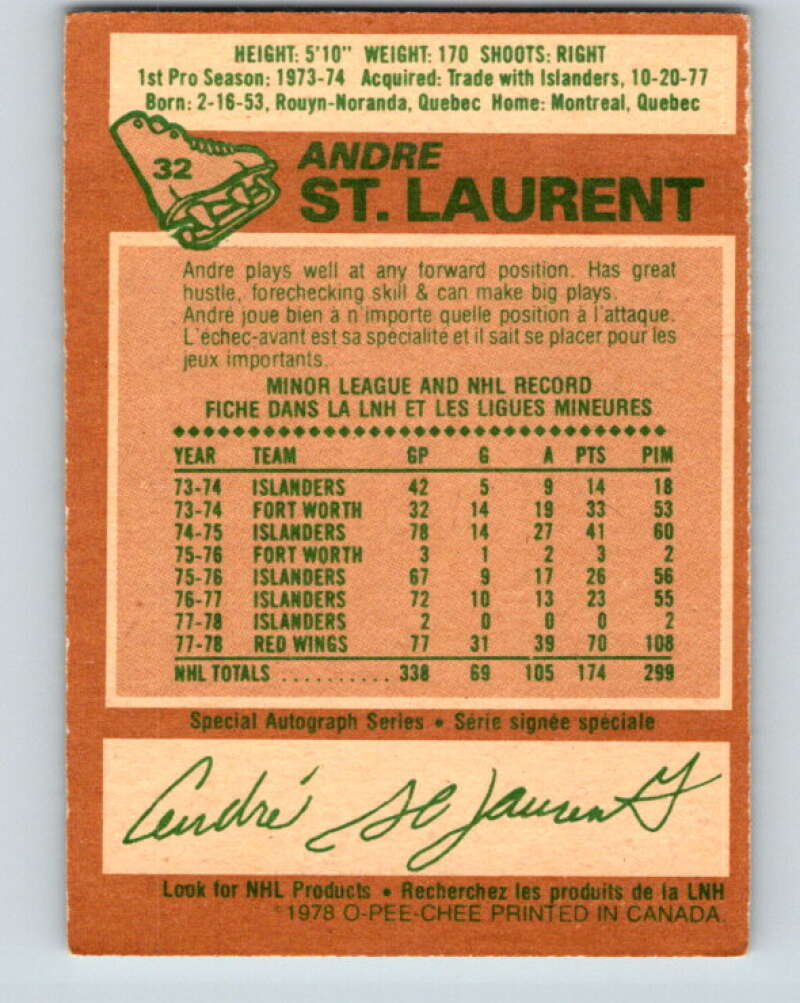 HEIGHT: 5'10" WEIGHT: 170 SHOOTS: RIGHT
1st Pro Season: 1973-74 Acquired: Trade with Islanders, 10-20-77
Born: 2-16-53, Rouyn-Noranda, Quebec Home: Montreal, Quebec
32
ANDRE
ST. LAURENT
Andre plays well at any forward position. Has great
hustle, forechecking skill & can make big plays.
André joue bien à n'importe quelle position à l'attaque.
L'échec-avant est sa spécialité et il sait se placer pour les
jeux importants.
MINOR LEAGUE AND NHL RECORD
FICHE DANS LA LNH ET LES LIGUES MINEURES
YEAR TEAM GP G A PTS PIM
73-74 ISLANDERS 42 5 9 14 18
73-74 FORT WORTH 32 14 19 33 53
74-75 ISLANDERS 78 14 27 41 60
75-76 FORT WORTH 3 1 2 3 2
75-76 ISLANDERS 67 9 17 26 56
76-77 ISLANDERS 72 10 13 23 55
77-78 ISLANDERS 2 0 0 0 2
77-78 RED WINGS 77 31 39 70 108
NHL TOTALS .......... 338 69 105 174 299
Special Autograph Series • Série signée spéciale
André St Laurent
Look for NHL Products • Recherchez les produits de la LNH
©1978 O-PEE-CHEE PRINTED IN CANADA